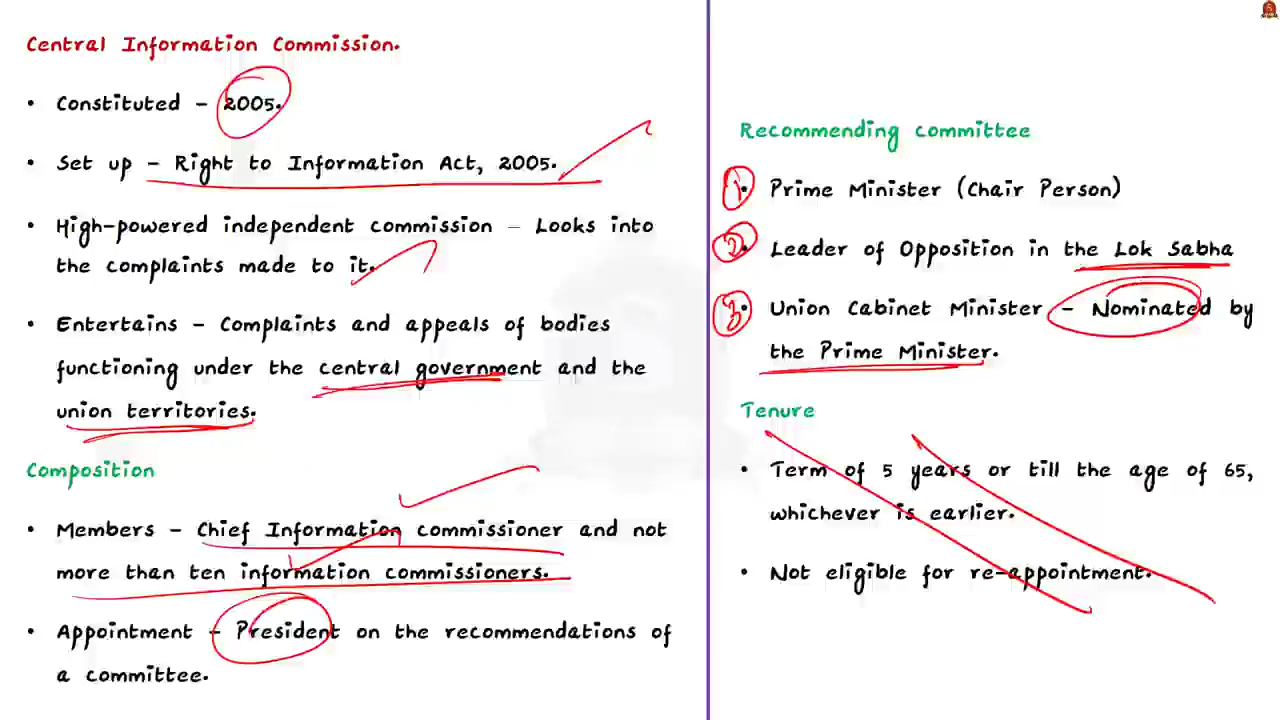 Central Information Commission.
• Constituted – 2005.
• Set up – Right to Information Act, 2005.
• High-powered independent commission – Looks into
the complaints made to it.
• Entertains – Complaints and appeals of bodies
functioning under the central government and the
union territories.
Composition
• Members – Chief Information commissioner and not
more than ten information commissioners.
• Appointment – President on the recommendations of
a committee.
Recommending committee
1. • Prime Minister (Chair Person)
2. • Leader of Opposition in the Lok Sabha
3. • Union Cabinet Minister – Nominated by
the Prime Minister.
Tenure
• Term of 5 years or till the age of 65,
whichever is earlier.
• Not eligible for re-appointment.